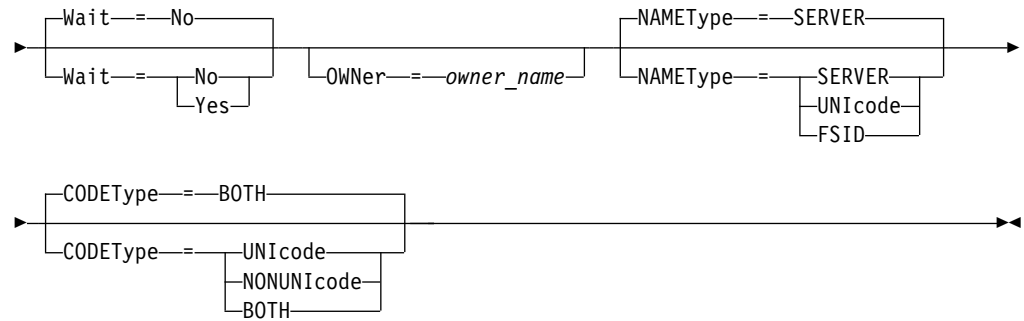 Wait = No NAMEType = SERVER
Wait = No OWNer = owner_name NAMEType = SERVER
Yes UNIcode
FSID
CODEType = BOTH
CODEType = UNIcode
NONUNIcode
BOTH